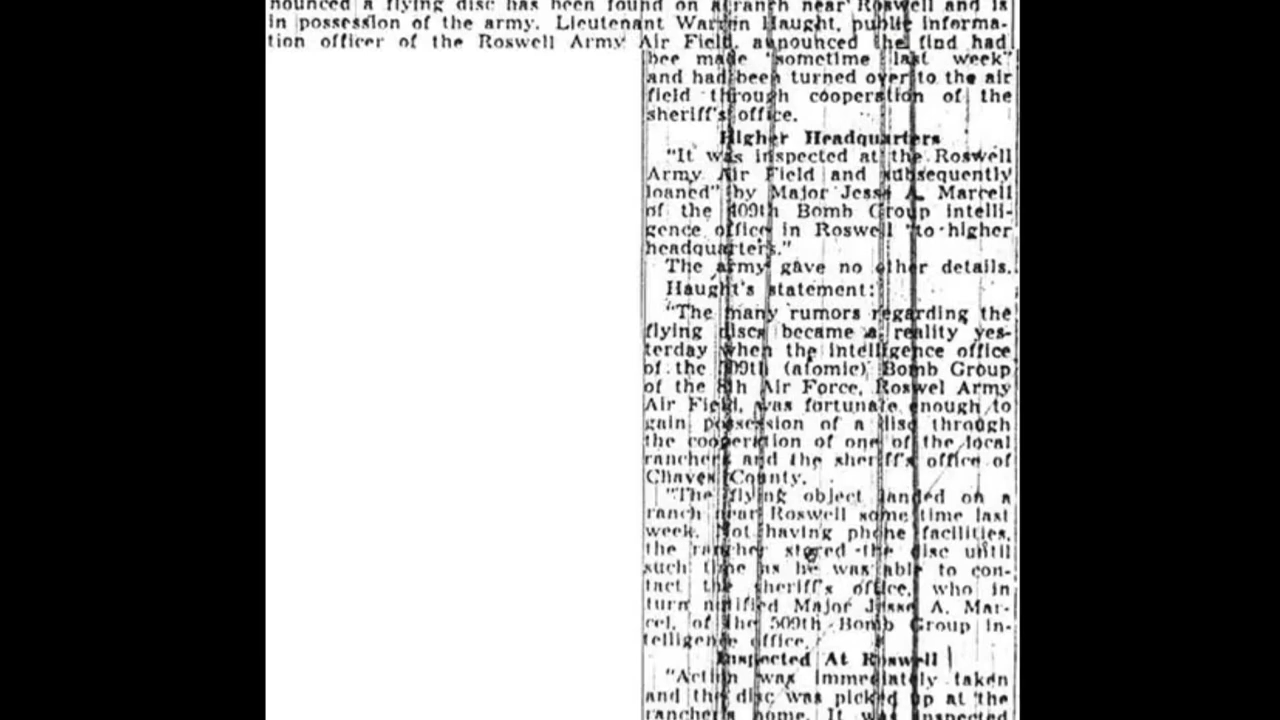 nounced a flying disc has been found on a ranch near Roswell and is
in possession of the army. Lieutenant Warren Haught, public informa-
tion officer of the Roswell Army Air Field, announced the find had
bee made "sometime last week"
and had been turned over to the air
field through cooperation of the
sheriff's office.
Higher Headquarters
"It was inspected at the Roswell
Army Air Field and subsequently
loaned" by Major Jesse A. Marcell
of the 509th Bomb Group intelli-
gence office in Roswell "to higher
headquarters."
The army gave no other details.
Haught's statement:
"The many rumors regarding the
flying discs became a reality yes-
terday when the intelligence office
of the 509th (atomic) Bomb Group
of the 8th Air Force, Roswel Army
Air Field, was fortunate enough to
gain possession of a disc through
the cooperation of one of the local
ranchers and the sheriff's office of
Chaves County.
"The flying object landed on a
ranch near Roswell some time last
week. Not having phone facilities,
the rancher stored the disc until
such time as he was able to con-
tact the sheriff's office, who in
turn notified Major Jesse A. Mar-
cel, of the 509th Bomb Group in-
telligence office.
Inspected At Roswell
"Action was immediately taken
and the disc was picked up at the
rancher's home. It was inspected